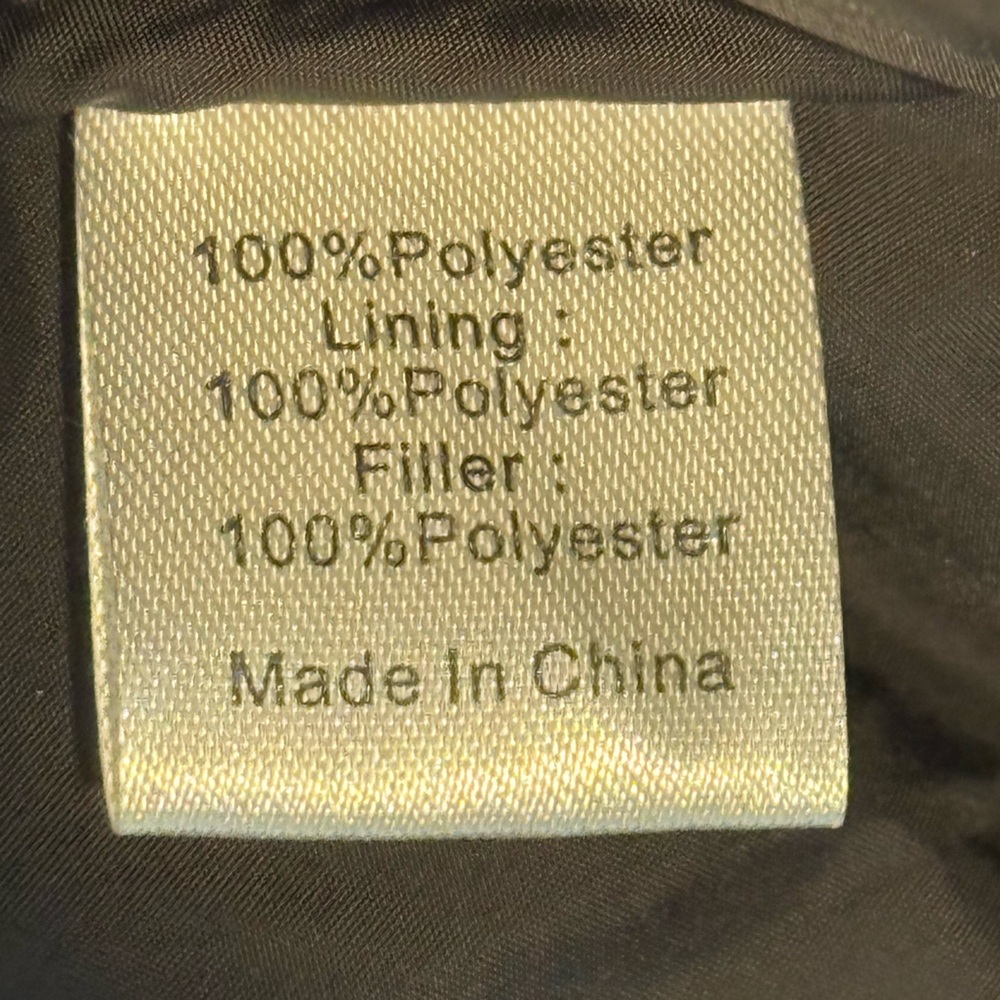 100%Polyester
Lining :
100%Polyester
Filler :
100%Polyester
Made In China